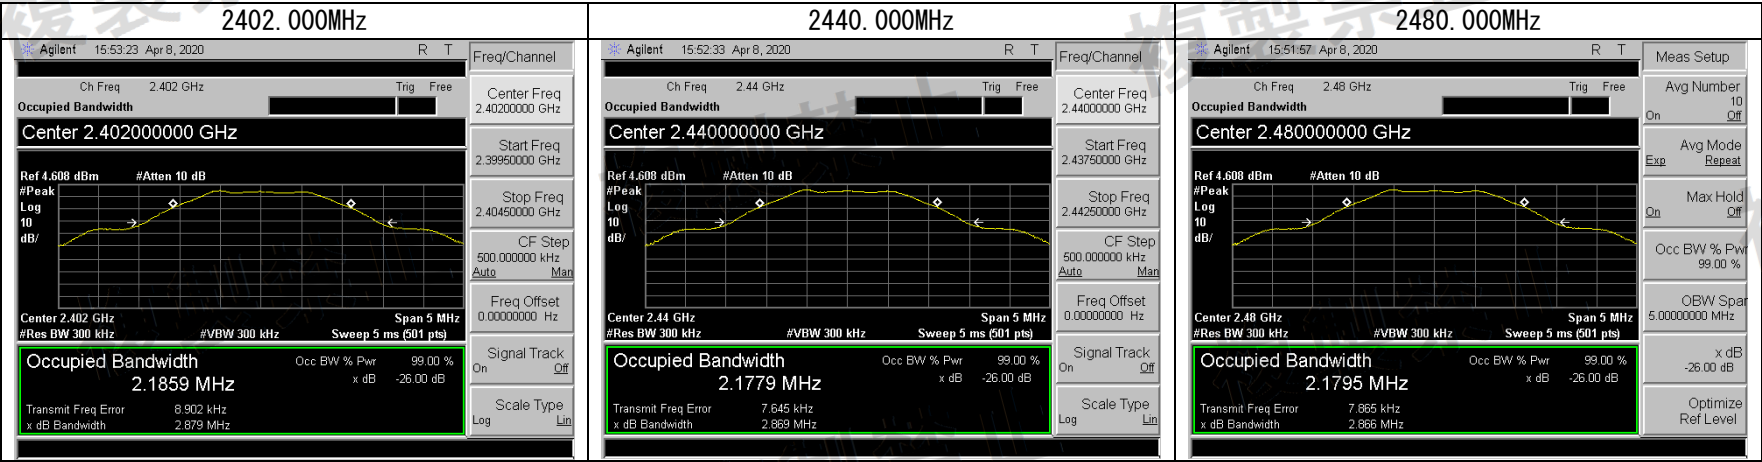 2402.000MHz
Agilent 15:53:23 Apr 8, 2020 R T
Freq/Channel
Ch Freq 2.402 GHz Trig Free
Occupied Bandwidth
Center 2.402000000 GHz
Ref 4.608 dBm #Atten 10 dB
#Peak
Log
10
dB/
Center 2.402 GHz Span 5 MHz
#Res BW 300 kHz #VBW 300 kHz Sweep 5 ms (501 pts)
Occupied Bandwidth Occ BW % Pwr 99.00 %
2.1859 MHz x dB -26.00 dB
Transmit Freq Error 8.902 kHz
x dB Bandwidth 2.879 MHz
Center Freq
2.40200000 GHz
Start Freq
2.39950000 GHz
Stop Freq
2.40450000 GHz
CF Step
500.000000 kHz
Auto Man
Freq Offset
0.00000000 Hz
Signal Track
On Off
Scale Type
Log Lin
2440.000MHz
Agilent 15:52:33 Apr 8, 2020 R T
Freq/Channel
Ch Freq 2.44 GHz Trig Free
Occupied Bandwidth
Center 2.440000000 GHz
Ref 4.608 dBm #Atten 10 dB
#Peak
Log
10
dB/
Center 2.44 GHz Span 5 MHz
#Res BW 300 kHz #VBW 300 kHz Sweep 5 ms (501 pts)
Occupied Bandwidth Occ BW % Pwr 99.00 %
2.1779 MHz x dB -26.00 dB
Transmit Freq Error 7.645 kHz
x dB Bandwidth 2.869 MHz
Center Freq
2.44000000 GHz
Start Freq
2.43750000 GHz
Stop Freq
2.44250000 GHz
CF Step
500.000000 kHz
Auto Man
Freq Offset
0.00000000 Hz
Signal Track
On Off
Scale Type
Log Lin
2480.000MHz
Agilent 15:51:57 Apr 8, 2020 R T
Meas Setup
Ch Freq 2.48 GHz Trig Free
Occupied Bandwidth
Center 2.480000000 GHz
Ref 4.608 dBm #Atten 10 dB
#Peak
Log
10
dB/
Center 2.48 GHz Span 5 MHz
#Res BW 300 kHz #VBW 300 kHz Sweep 5 ms (501 pts)
Occupied Bandwidth Occ BW % Pwr 99.00 %
2.1795 MHz x dB -26.00 dB
Transmit Freq Error 7.865 kHz
x dB Bandwidth 2.866 MHz
Avg Number
10
On Off
Avg Mode
Exp Repeat
Max Hold
On Off
Occ BW % Pwr
99.00 %
OBW Spar
5.00000000 MHz
x dB
-26.00 dB
Optimize
Ref Level